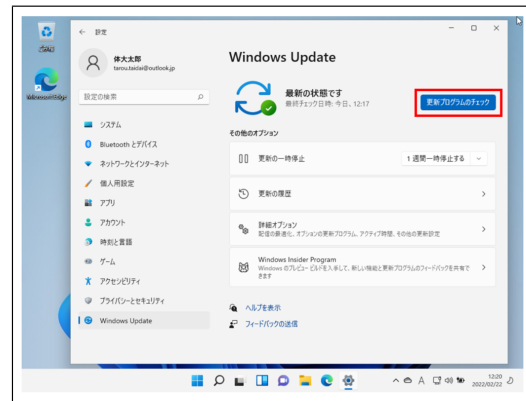 ごみ箱
Microsoft Edge
設定
体大太郎
tarou.taidai@outlook.jp
設定の検索
システム
Bluetooth とデバイス
ネットワークとインターネット
個人用設定
アプリ
アカウント
時刻と言語
ゲーム
アクセシビリティ
プライバシーとセキュリティ
Windows Update
Windows Update
最新の状態です
最終チェック日時: 今日、12:17
更新プログラムのチェック
その他のオプション
更新の一時停止
1 週間一時停止する
更新の履歴
詳細オプション
配信の最適化、オプションの更新プログラム、アクティブ時間、その他の更新設定
Windows Insider Program
Windows のプレビュー ビルドを入手して、新しい機能と更新プログラムのフィードバックを共有で
きます
ヘルプを表示
フィードバックの送信
A
12:20
2022/02/22